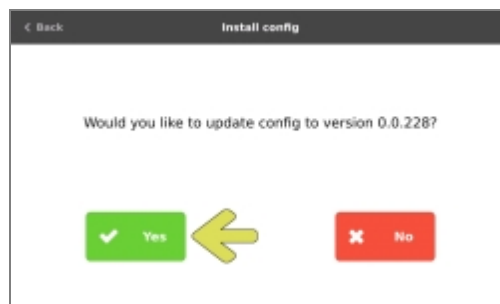 < Back
Install config
Would you like to update config to version 0.0.228?
Yes
No